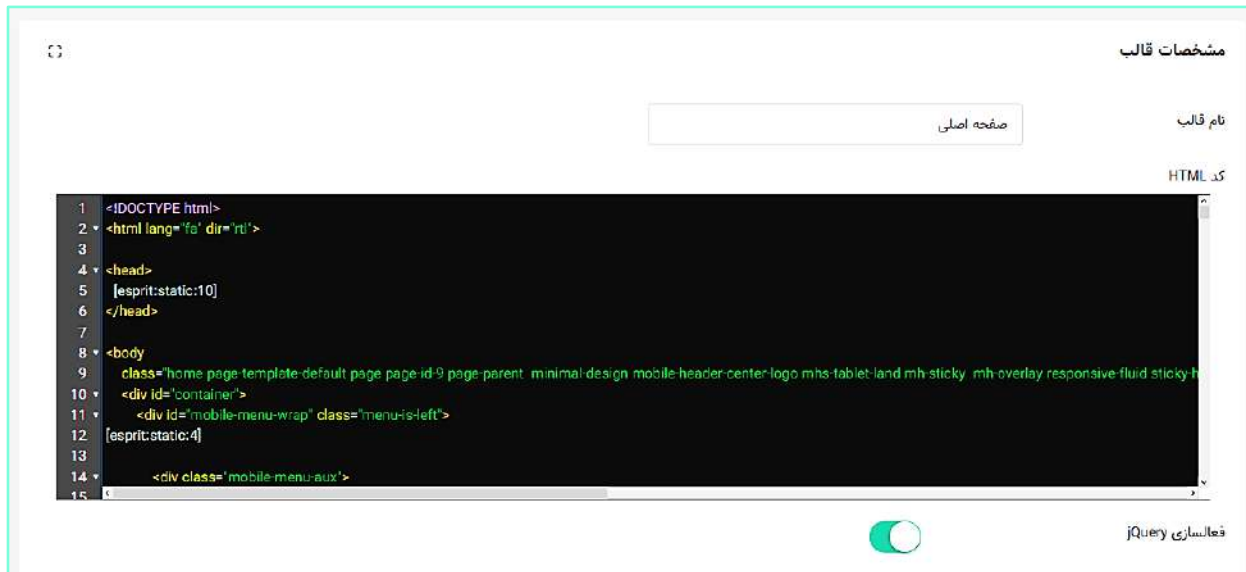 مشخصات قالب
نام قالب
صفحه اصلی
کد HTML
1 <!DOCTYPE html>
2 <html lang="fa" dir="rtl">
3
4 <head>
5 [esprit:static:10]
6 </head>
7
8 <body
9 class="home page-template-default page page-id-9 page-parent minimal-design mobile-header-center-logo mhs-tablet-land mh-sticky mh-overlay responsive-fluid sticky-h
10 <div id="container">
11 <div id="mobile-menu-wrap" class="menu-is-left">
12 [esprit:static:4]
13
14 <div class="mobile-menu-aux">
15
فعالسازی jQuery